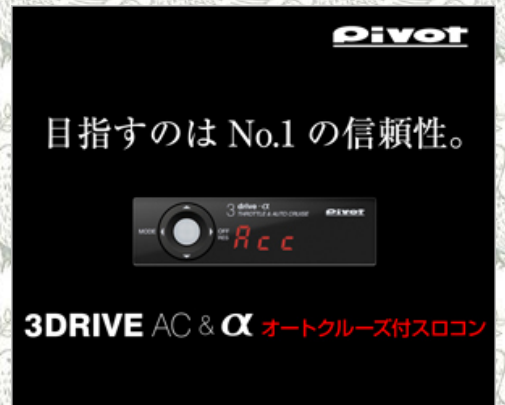 Pivot
目指すのは No.1 の信頼性。
3 drive・α
THROTTLE & AUTO CRUISE
Pivot
MODE
OFF
RES
Acc
3DRIVE AC & α オートクルーズ付スロコン